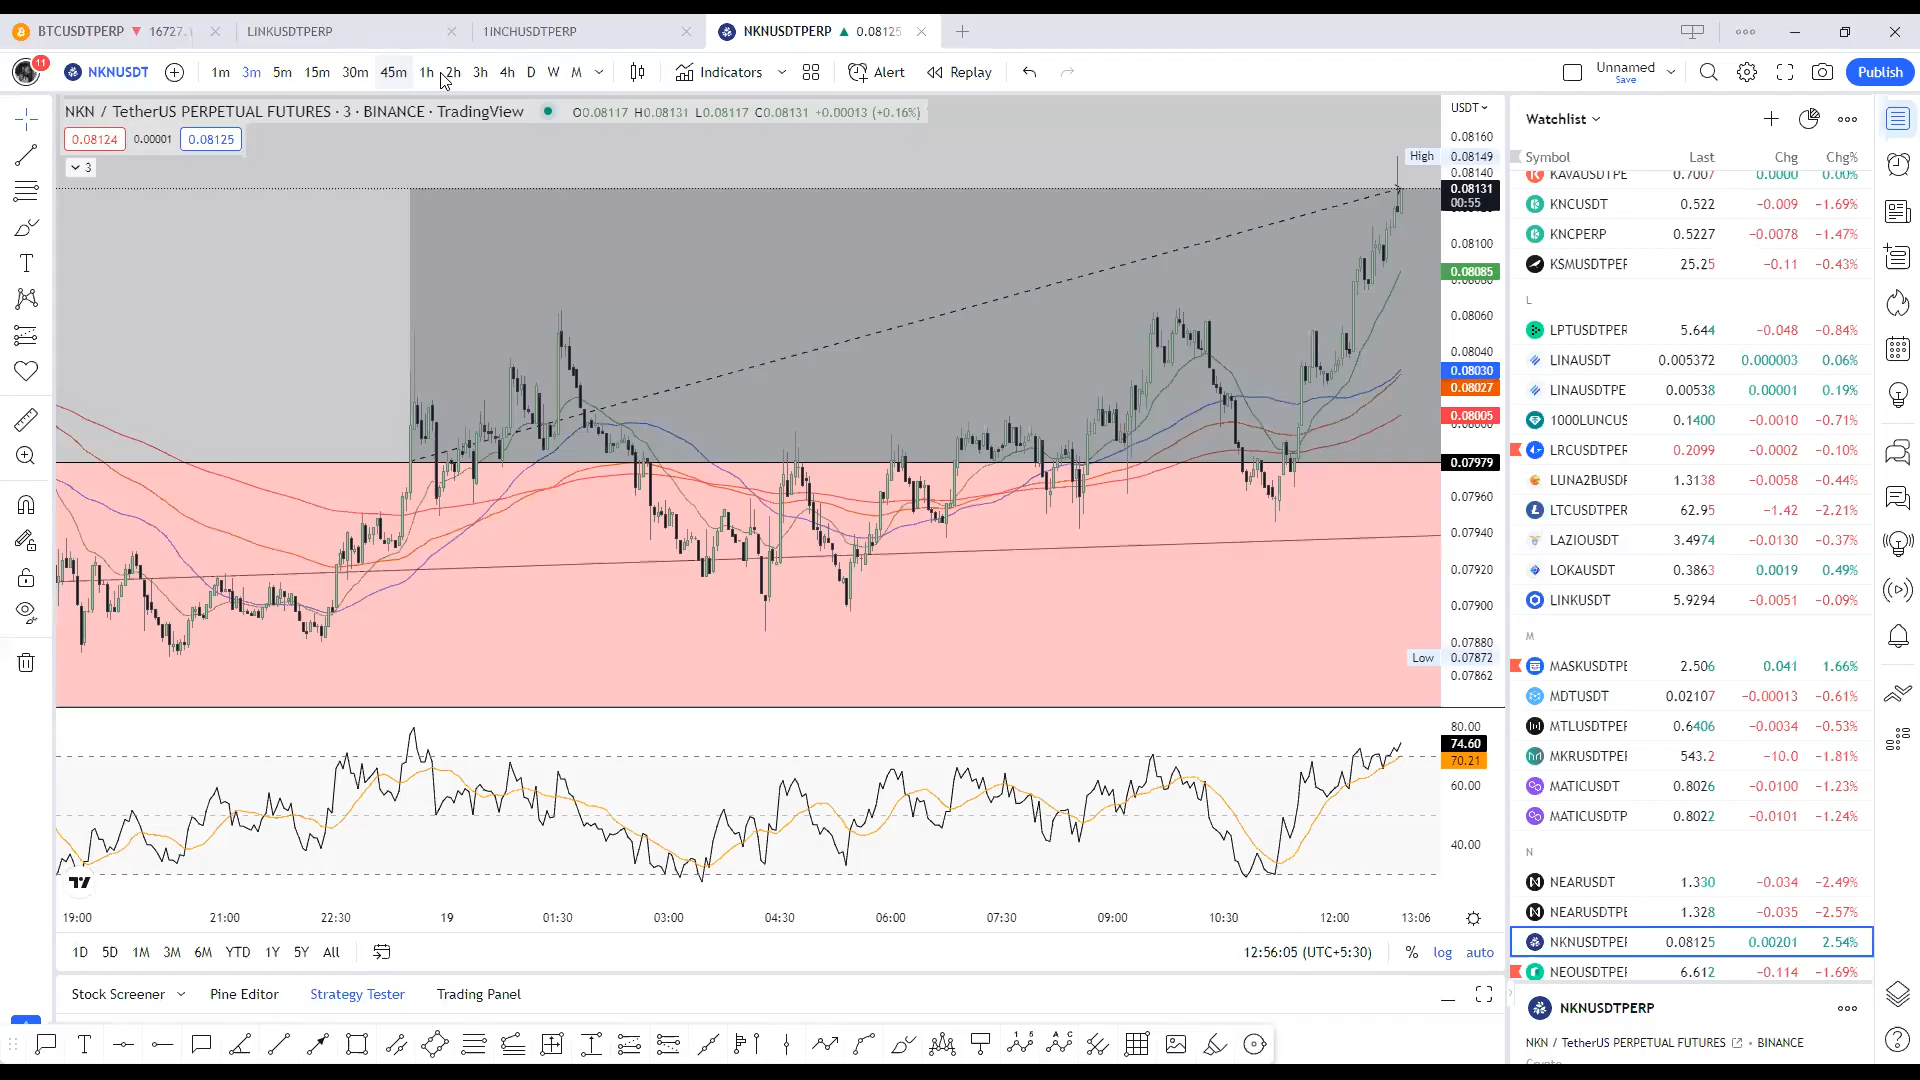 BTCUSDTPERP ▼ 16727.
LINKUSDTPERP
1INCHUSDTPERP
NKNUSDTPERP ▲ 0.08125
11
NKNUSDT
1m 3m 5m 15m 30m 45m 1h 2h 3h 4h D W M
Indicators
Alert
Replay
Unnamed
Save
Publish
NKN / TetherUS PERPETUAL FUTURES · 3 · BINANCE · TradingView
O0.08117 H0.08131 L0.08117 C0.08131 +0.00013 (+0.16%)
0.08124 0.00001 0.08125
3
USDT
0.08160
High 0.08149
0.08140
0.08131
00:55
0.08100
0.08085
0.08060
0.08040
0.08030
0.08027
0.08005
0.07979
0.07960
0.07940
0.07920
0.07900
0.07880
Low 0.07872
0.07862
80.00
74.60
70.21
60.00
40.00
19:00 21:00 22:30 19 01:30 03:00 04:30 06:00 07:30 09:00 10:30 12:00 13:06
1D 5D 1M 3M 6M YTD 1Y 5Y All
12:56:05 (UTC+5:30) % log auto
Stock Screener Pine Editor Strategy Tester Trading Panel
Watchlist
Symbol Last Chg Chg%
KAVAUSDTPE 0.7007 0.0000 0.00%
KNCUSDT 0.522 −0.009 −1.69%
KNCPERP 0.5227 −0.0078 −1.47%
KSMUSDTPEF 25.25 −0.11 −0.43%
L
LPTUSDTPER 5.644 −0.048 −0.84%
LINAUSDT 0.005372 0.000003 0.06%
LINAUSDTPE 0.00538 0.00001 0.19%
1000LUNCUS 0.1400 −0.0010 −0.71%
LRCUSDTPER 0.2099 −0.0002 −0.10%
LUNA2BUSDF 1.3138 −0.0058 −0.44%
LTCUSDTPER 62.95 −1.42 −2.21%
LAZIOUSDT 3.4974 −0.0130 −0.37%
LOKAUSDT 0.3863 0.0019 0.49%
LINKUSDT 5.9294 −0.0051 −0.09%
M
MASKUSDTPE 2.506 0.041 1.66%
MDTUSDT 0.02107 −0.00013 −0.61%
MTLUSDTPEF 0.6406 −0.0034 −0.53%
MKRUSDTPEF 543.2 −10.0 −1.81%
MATICUSDT 0.8026 −0.0100 −1.23%
MATICUSDTP 0.8022 −0.0101 −1.24%
N
NEARUSDT 1.330 −0.034 −2.49%
NEARUSDTPE 1.328 −0.035 −2.57%
NKNUSDTPEF 0.08125 0.00201 2.54%
NEOUSDTPEF 6.612 −0.114 −1.69%
NKNUSDTPERP
NKN / TetherUS PERPETUAL FUTURES • BINANCE